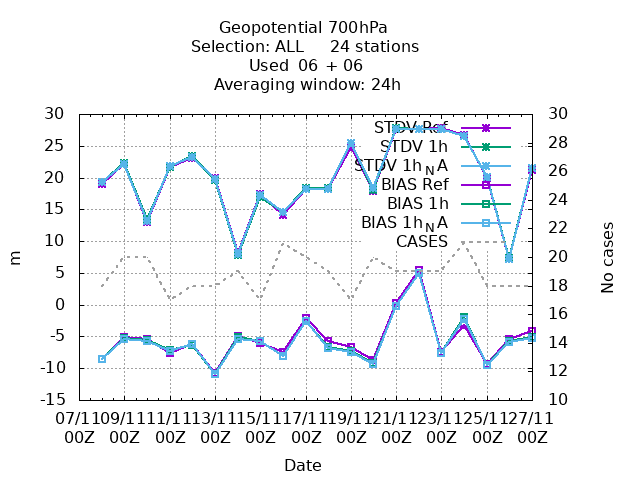 Geopotential 700hPa
Selection: ALL 24 stations
Used 06 + 06
Averaging window: 24h
30 30
STDV Ref
25 28
STDV 1h
20 26
STDV 1h_N A
BIAS Ref
15 24
BIAS 1h
10 22
BIAS 1h_N A
CASES
5 20
0 18
-5 16
-10 14
-15 12
10
m
No cases
07/11 09/11 11/11 13/11 15/11 17/11 19/11 21/11 23/11 25/11 27/11
00Z 00Z 00Z 00Z 00Z 00Z 00Z 00Z 00Z 00Z 00Z
Date